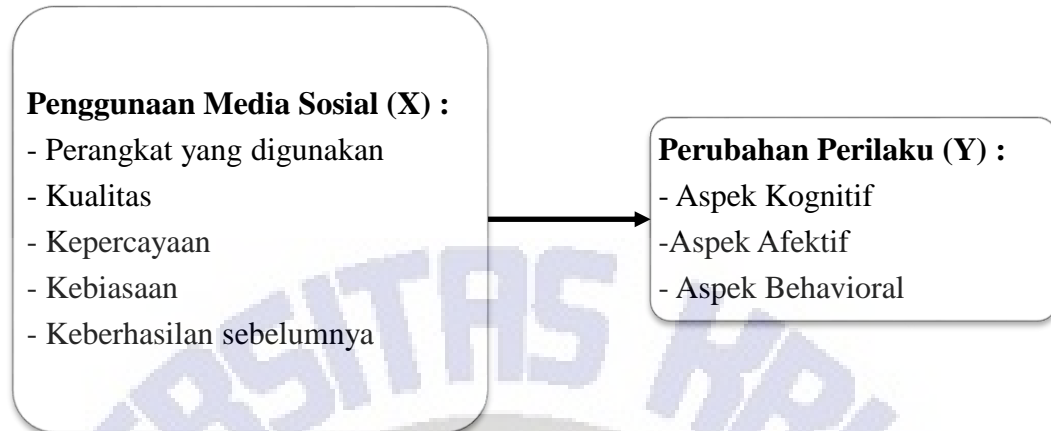 Penggunaan Media Sosial (X) :
- Perangkat yang digunakan
- Kualitas
- Kepercayaan
- Kebiasaan
- Keberhasilan sebelumnya
Perubahan Perilaku (Y) :
- Aspek Kognitif
-Aspek Afektif
- Aspek Behavioral